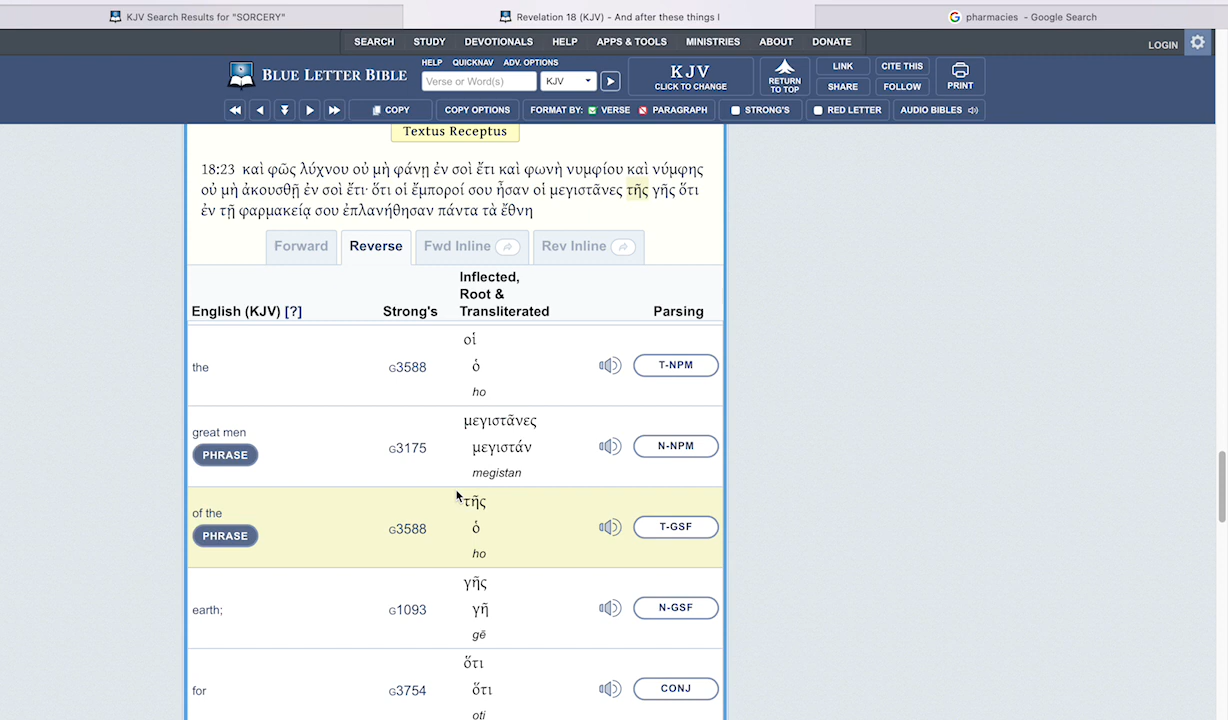 KJV Search Results for "SORCERY"
Revelation 18 (KJV) - And after these things I
pharmacies - Google Search
SEARCH STUDY DEVOTIONALS HELP APPS & TOOLS MINISTRIES ABOUT DONATE
LOGIN
BLUE LETTER BIBLE
HELP QUICKNAV ADV. OPTIONS
Verse or Word(s)
KJV
KJV
CLICK TO CHANGE
RETURN
TO TOP
LINK
CITE THIS
SHARE
FOLLOW
PRINT
COPY
COPY OPTIONS
FORMAT BY: VERSE PARAGRAPH
STRONG'S
RED LETTER
AUDIO BIBLES
Textus Receptus
18:23 καὶ φῶς λύχνου οὐ μὴ φάνῃ ἐν σοὶ ἔτι καὶ φωνὴ νυμφίου καὶ νύμφης
οὐ μὴ ἀκουσθῇ ἐν σοὶ ἔτι· ὅτι οἱ ἔμποροί σου ἦσαν οἱ μεγιστᾶνες τῆς γῆς ὅτι
ἐν τῇ φαρμακείᾳ σου ἐπλανήθησαν πάντα τὰ ἔθνη
Forward
Reverse
Fwd Inline
Rev Inline
English (KJV) [?]
Strong's
Inflected,
Root &
Transliterated
Parsing
the
G3588
οἱ
ὁ
ho
T-NPM
great men
PHRASE
G3175
μεγιστᾶνες
μεγιστάν
megistan
N-NPM
of the
PHRASE
G3588
τῆς
ὁ
ho
T-GSF
earth;
G1093
γῆς
γῆ
gē
N-GSF
for
G3754
ὅτι
ὅτι
oti
CONJ